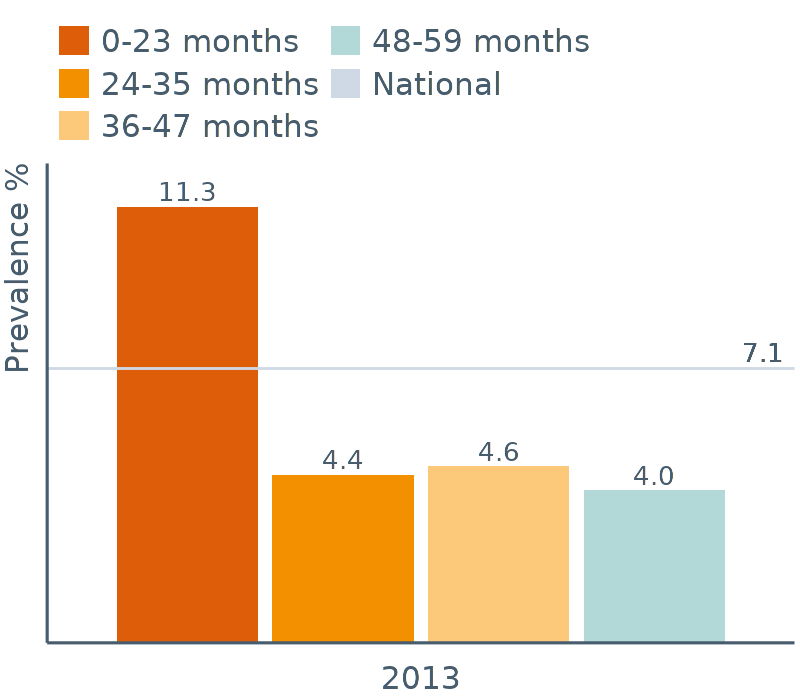 0-23 months
24-35 months
36-47 months
48-59 months
National
Prevalence %
11.3
4.4
4.6
4.0
7.1
2013